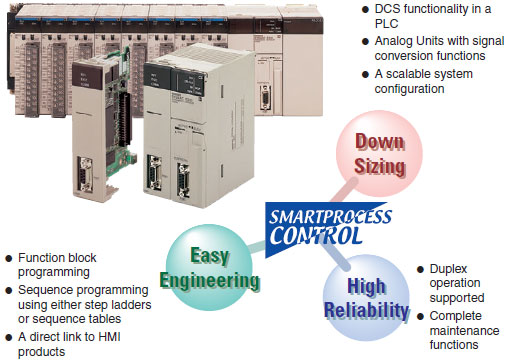 ● DCS functionality in a
PLC
● Analog Units with signal
conversion functions
● A scalable system
configuration
Down
Sizing
SMARTPROCESS
CONTROL
Easy
Engineering
High
Reliability
● Function block
programming
● Sequence programming
using either step ladders
or sequence tables
● A direct link to HMI
products
● Duplex
operation
supported
● Complete
maintenance
functions